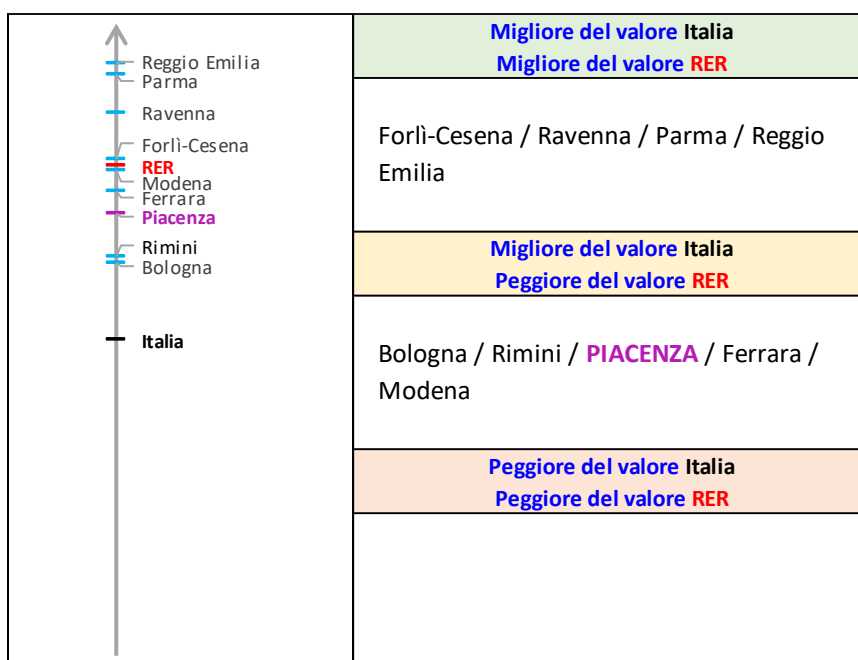 Reggio Emilia
Parma
Ravenna
Forlì-Cesena
RER
Modena
Ferrara
Piacenza
Rimini
Bologna
Italia
Migliore del valore Italia
Migliore del valore RER
Forlì-Cesena / Ravenna / Parma / Reggio
Emilia
Migliore del valore Italia
Peggiore del valore RER
Bologna / Rimini / PIACENZA / Ferrara /
Modena
Peggiore del valore Italia
Peggiore del valore RER